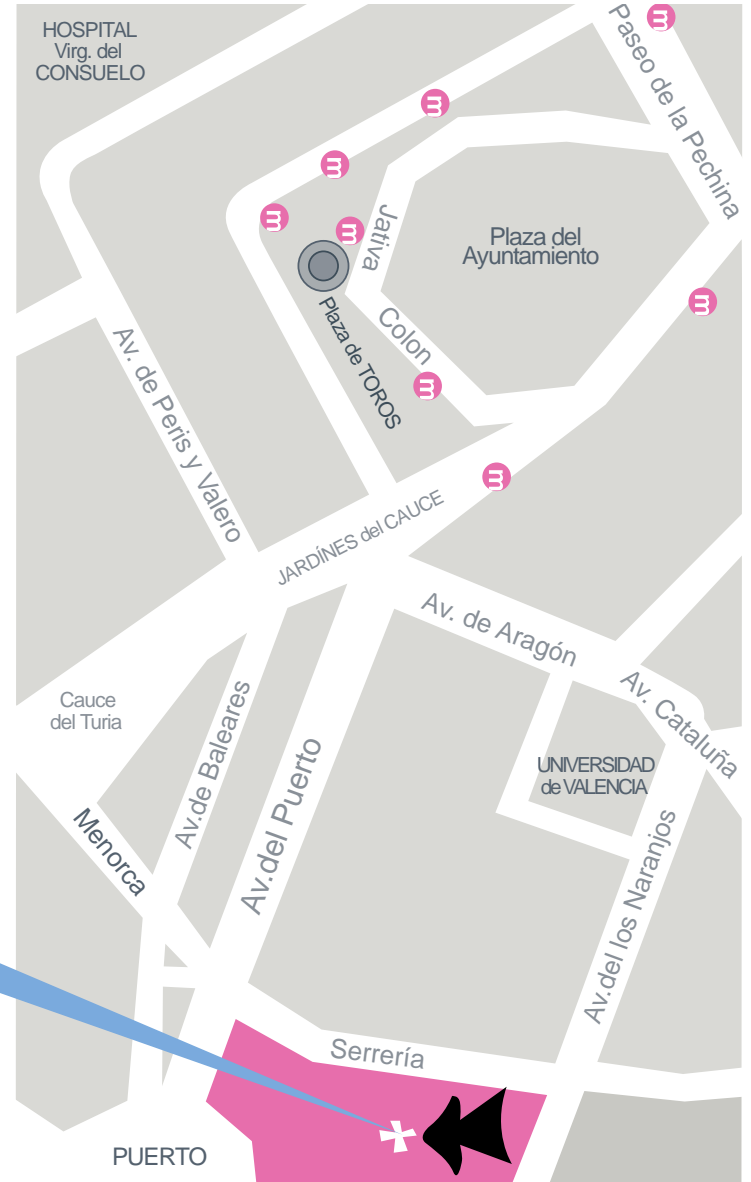 HOSPITAL
Virg. del
CONSUELO
Paseo de la Pechina
m
m
m
m
m
Jativa
Plaza del
Ayuntamiento
m
Plaza de TOROS
Colon
m
Av. de Peris y Valero
m
JARDÍNES del CAUCE
Av. de Aragón
Av. Cataluña
Cauce
del Turia
Av.de Baleares
Av.del Puerto
UNIVERSIDAD
de VALENCIA
Menorca
Av.del los Naranjos
Serrería
PUERTO